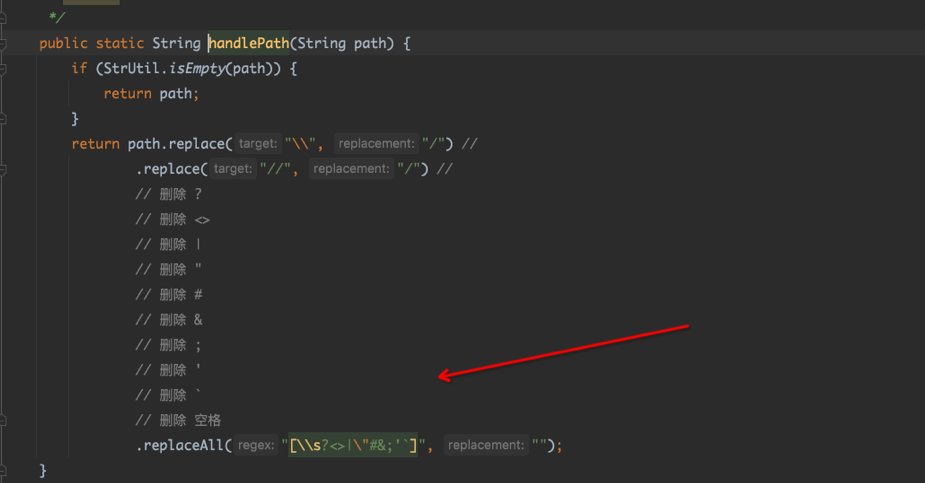 */
public static String handlePath(String path) {
if (StrUtil.isEmpty(path)) {
return path;
}
return path.replace( target: "\\", replacement: "/") //
.replace( target: "//", replacement: "/") //
// 删除 ?
// 删除 <>
// 删除 |
// 删除 "
// 删除 #
// 删除 &
// 删除 ;
// 删除 '
// 删除 `
// 删除 空格
.replaceAll( regex: "[\\s?<>|\"#&;'`]", replacement: "");
}